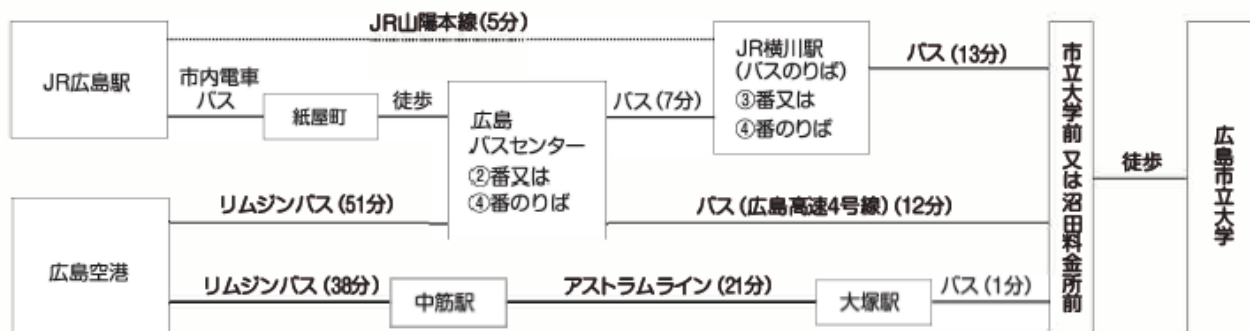 JR山陽本線(5分)
JR広島駅
市内電車
バス
紙屋町
徒歩
広島
バスセンター
②番又は
④番のりば
バス(7分)
JR横川駅
(バスのりば)
③番又は
④番のりば
バス(13分)
リムジンバス(51分)
バス(広島高速4号線)(12分)
広島空港
リムジンバス(38分)
中筋駅
アストラムライン(21分)
大塚駅
バス(1分)
市立大学前 又は沼田料金所前
徒歩
広島市立大学